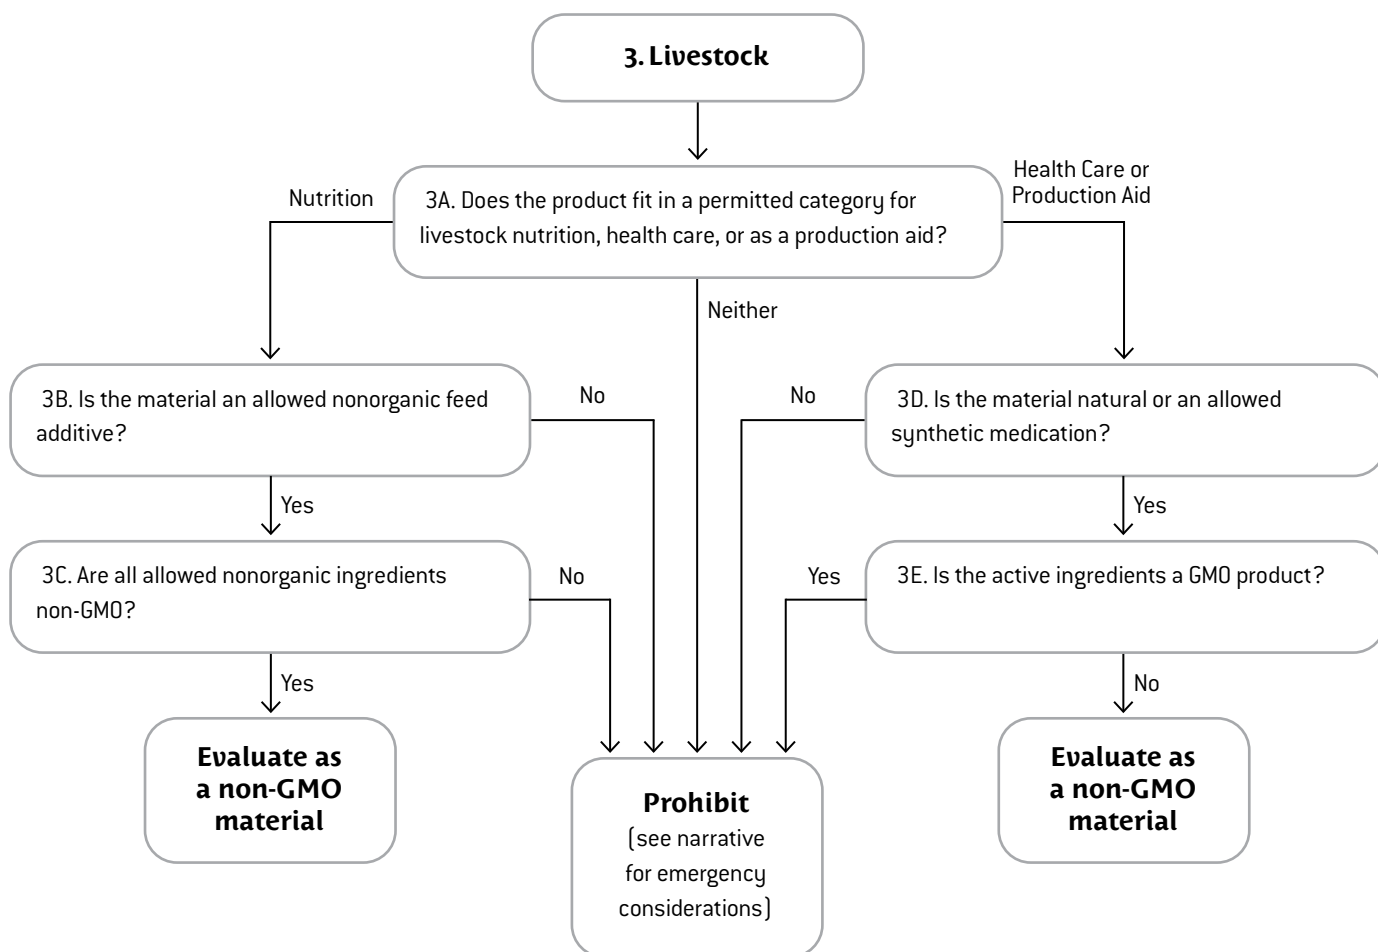 3. Livestock
Health Care or
Production Aid
Nutrition
3A. Does the product fit in a permitted category for
livestock nutrition, health care, or as a production aid?
Neither
3B. Is the material an allowed nonorganic feed
additive?
No
No
3D. Is the material natural or an allowed
synthetic medication?
Yes
Yes
3C. Are all allowed nonorganic ingredients
non-GMO?
No
Yes
3E. Is the active ingredients a GMO product?
Yes
No
Evaluate as
a non-GMO
material
Prohibit
(see narrative
for emergency
considerations)
Evaluate as
a non-GMO
material